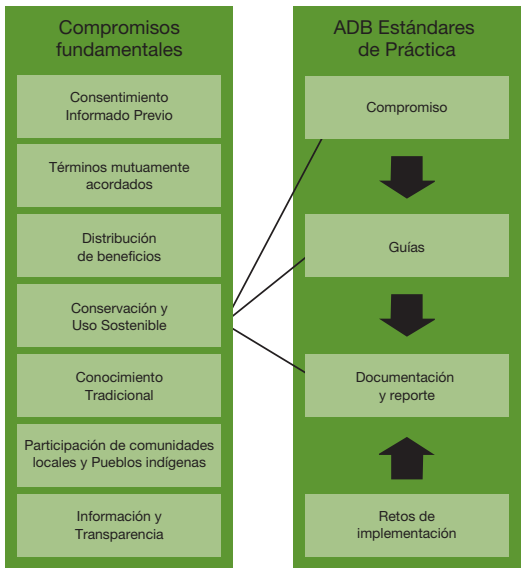 Compromisos
fundamentales
Consentimiento
Informado Previo
Términos mutuamente
acordados
Distribución
de beneficios
Conservación y
Uso Sostenible
Conocimiento
Tradicional
Participación de comunidades
locales y Pueblos indígenas
Información y
Transparencia
ADB Estándares
de Práctica
Compromiso
Guías
Documentación
y reporte
Retos de
implementación